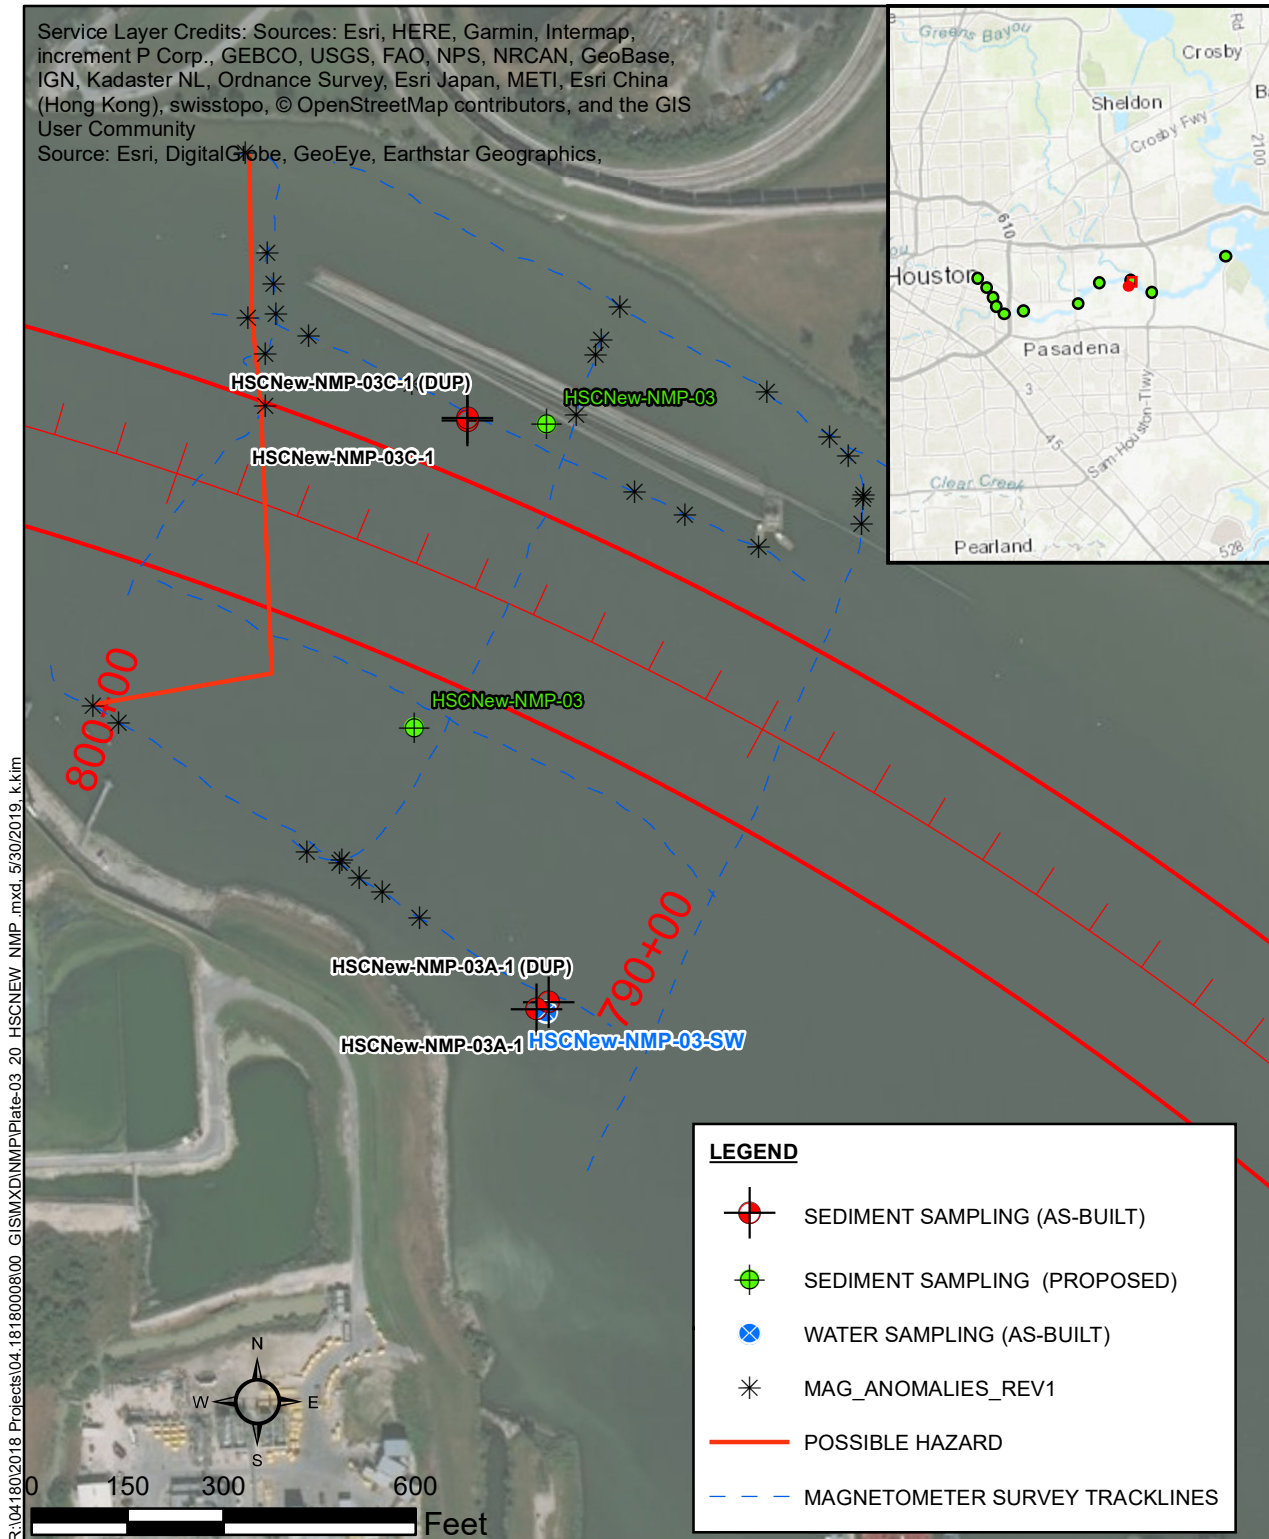 Service Layer Credits: Sources: Esri, HERE, Garmin, Intermap,
increment P Corp., GEBCO, USGS, FAO, NPS, NRCAN, GeoBase,
IGN, Kadaster NL, Ordnance Survey, Esri Japan, METI, Esri China
(Hong Kong), swisstopo, © OpenStreetMap contributors, and the GIS
User Community
Source: Esri, DigitalGlobe, GeoEye, Earthstar Geographics,
Greens Bayou
Rd
Crosby
Sheldon
Crosby Fwy
2100
610
Houston
Pasadena
3
45
Sam-Houston-Twy
Clear Creek
Pearland
528
HSCNew-NMP-03C-1 (DUP)
HSCNew-NMP-03
HSCNew-NMP-03C-1
800+00
HSCNew-NMP-03
790+00
HSCNew-NMP-03A-1 (DUP)
HSCNew-NMP-03A-1
HSCNew-NMP-03-SW
LEGEND
SEDIMENT SAMPLING (AS-BUILT)
SEDIMENT SAMPLING (PROPOSED)
WATER SAMPLING (AS-BUILT)
MAG_ANOMALIES_REV1
POSSIBLE HAZARD
MAGNETOMETER SURVEY TRACKLINES
N
W E
S
0 150 300 600
Feet
R:\04180\2018 Projects\04.18180008\00_GIS\MXD\NMP\Plate-03_20_HSCNEW_NMP_.mxd, 5/30/2019, k.kim